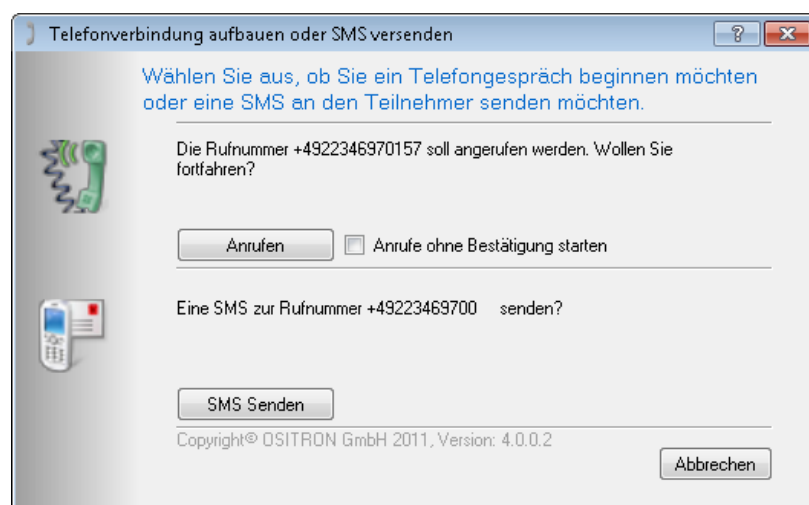 Telefonverbindung aufbauen oder SMS versenden
?
Wählen Sie aus, ob Sie ein Telefongespräch beginnen möchten
oder eine SMS an den Teilnehmer senden möchten.
Die Rufnummer +4922346970157 soll angerufen werden. Wollen Sie
fortfahren?
Anrufen Anrufe ohne Bestätigung starten
Eine SMS zur Rufnummer +49223469700 senden?
SMS Senden
Copyright© OSITRON GmbH 2011, Version: 4.0.0.2
Abbrechen